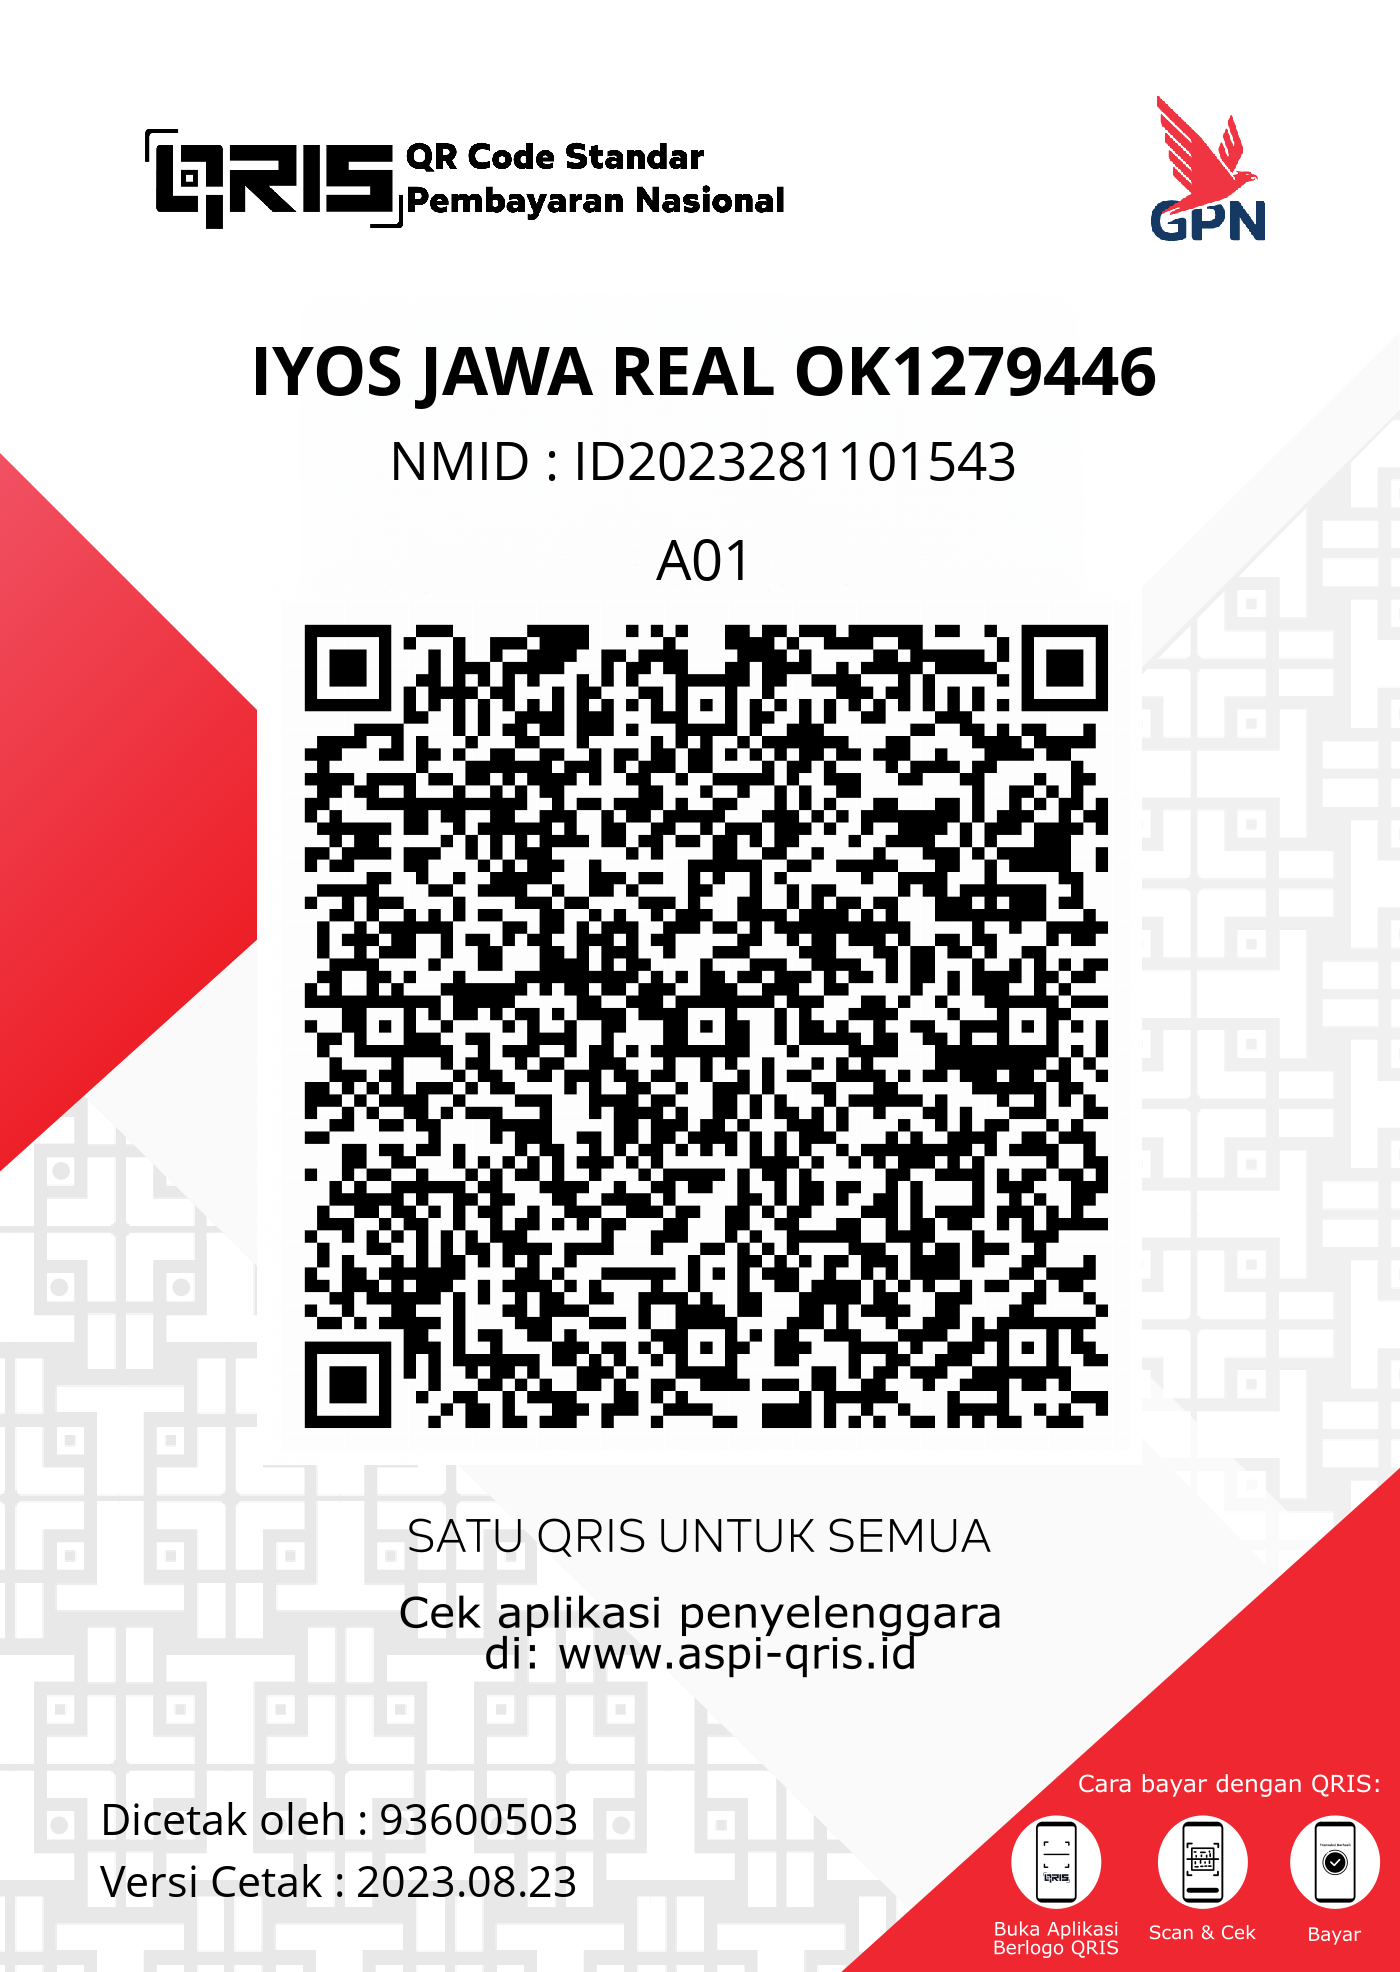 QRIS QR Code Standar
Pembayaran Nasional
GPN
IYOS JAWA REAL OK1279446
NMID : ID2023281101543
A01
SATU QRIS UNTUK SEMUA
Cek aplikasi penyelenggara
di: www.aspi-qris.id
Dicetak oleh : 93600503
Versi Cetak : 2023.08.23
Cara bayar dengan QRIS:
QRIS
Buka Aplikasi
Berlogo QRIS
Scan & Cek
Bayar